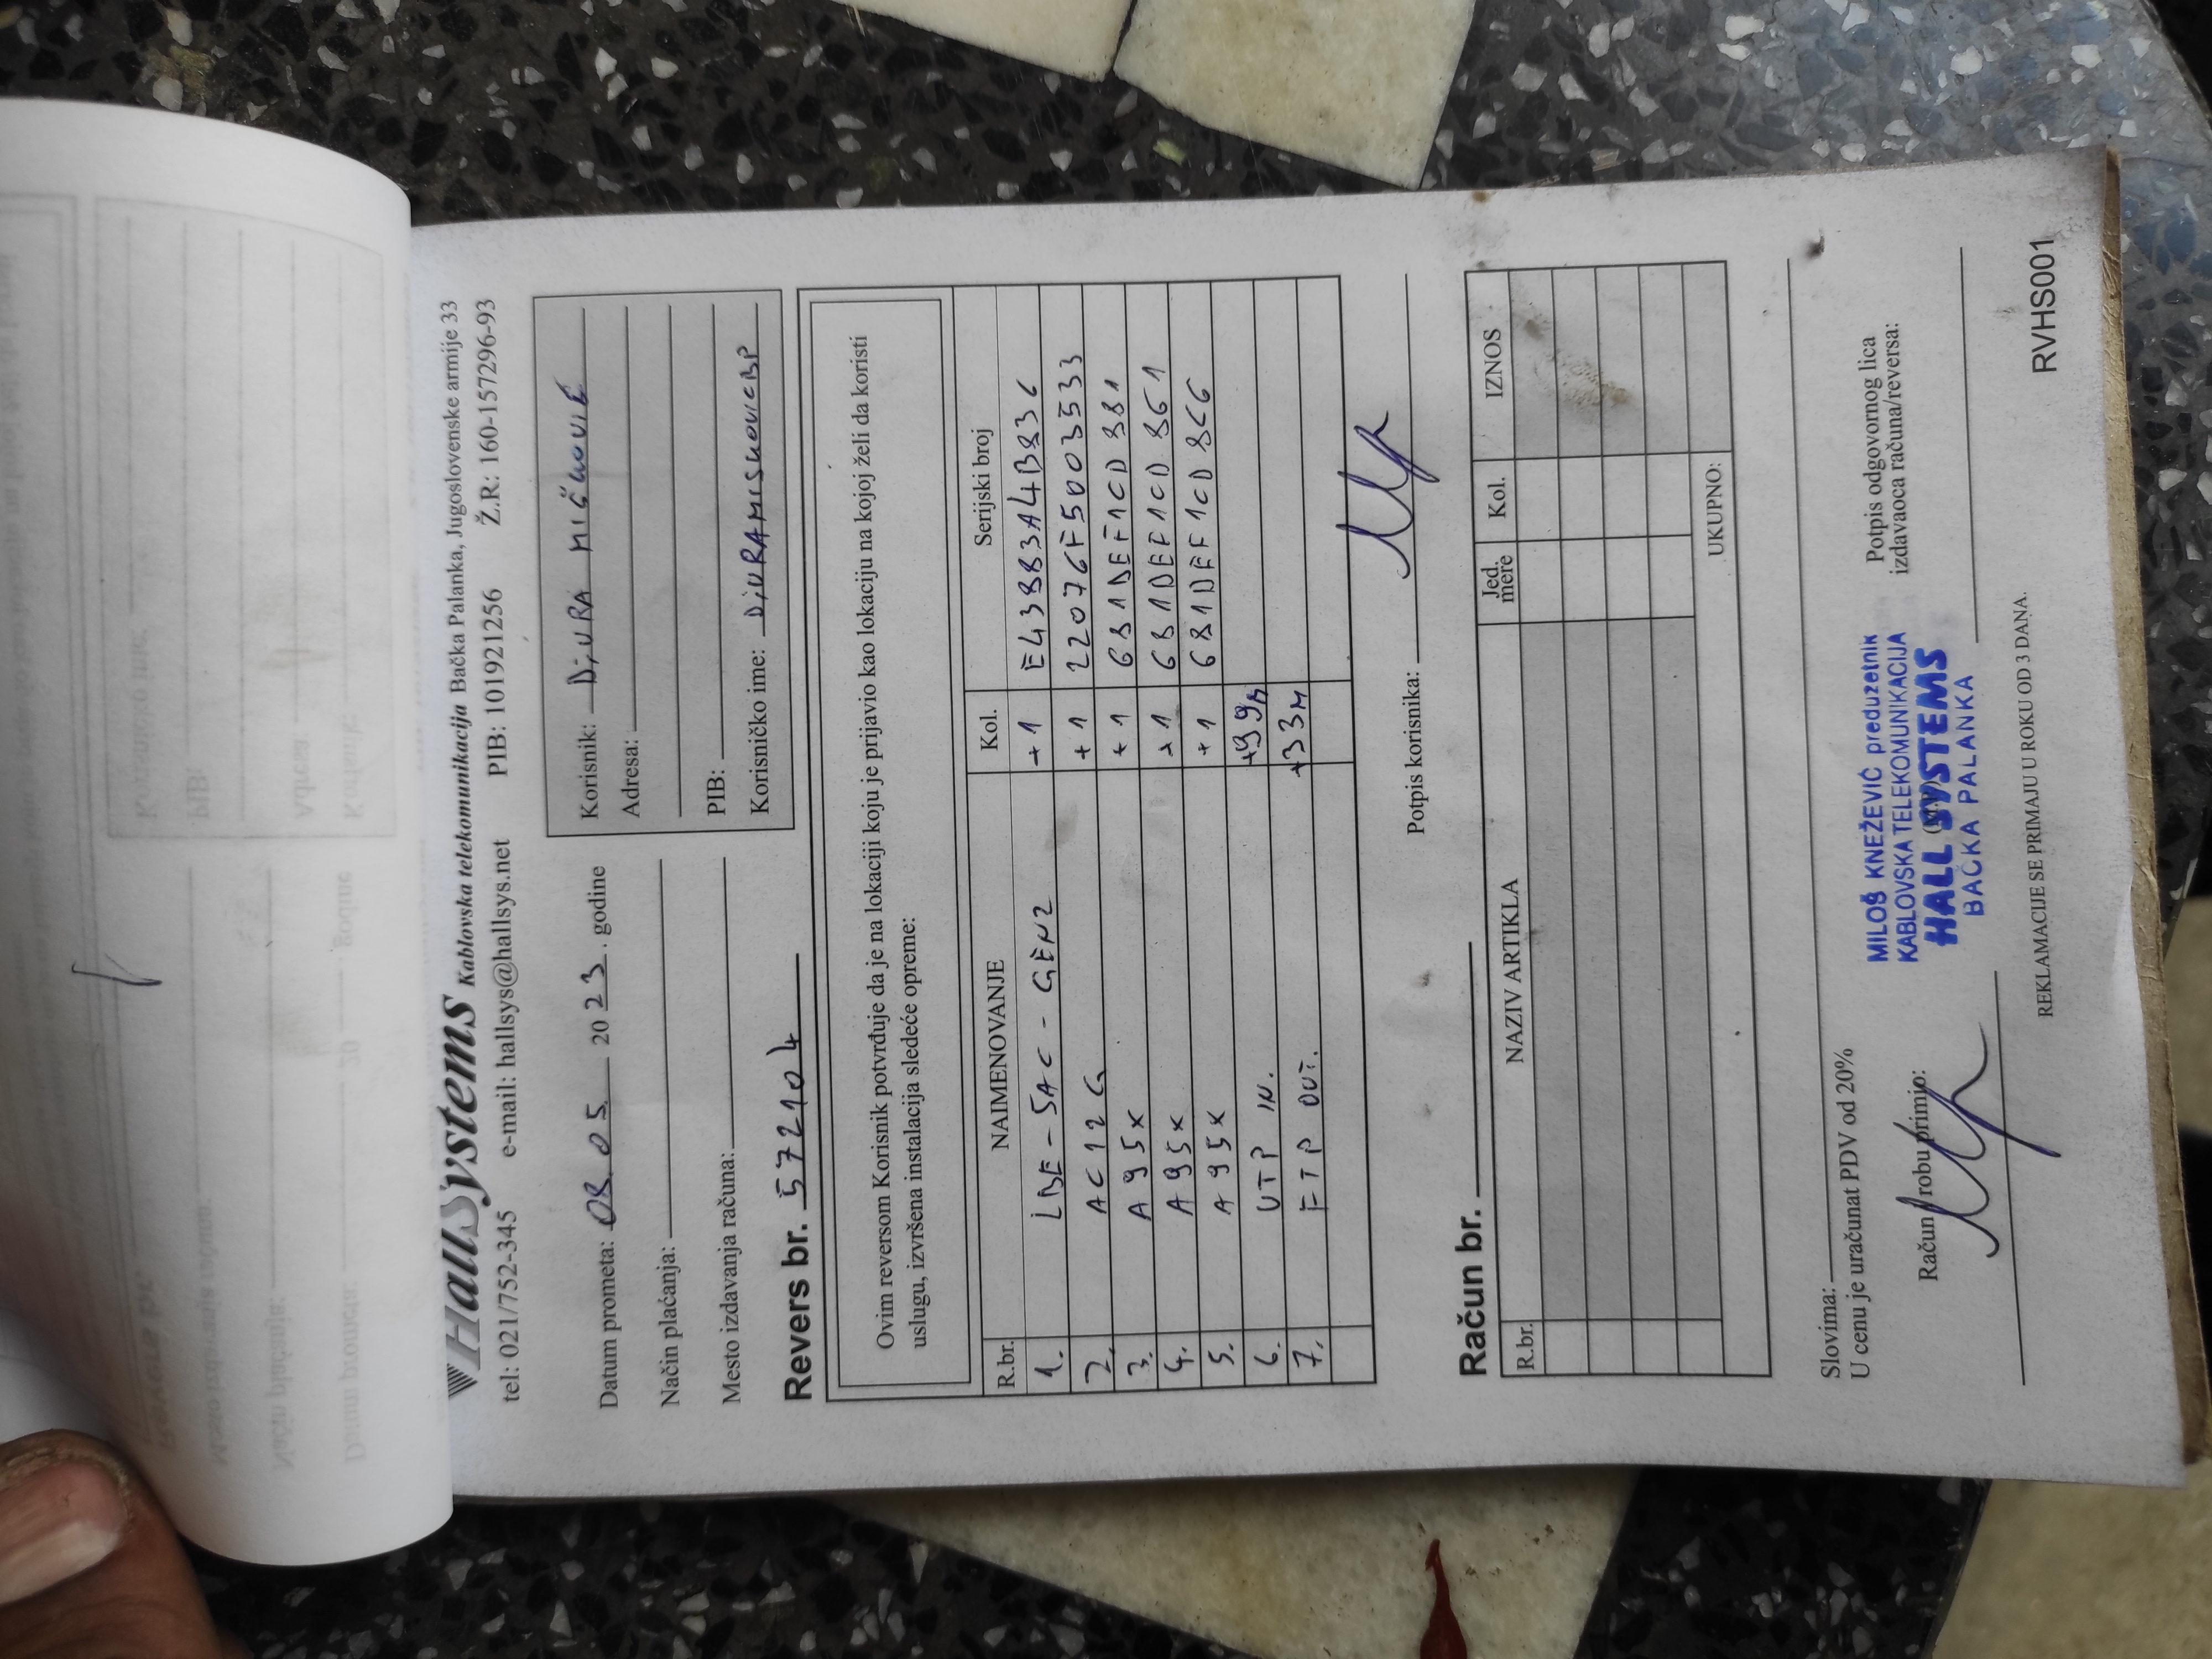 HallSystems Kablovska telekomunikacija Bačka Palanka, Jugoslovenske armije 33
tel: 021/752-345 e-mail: hallsys@hallsys.net PIB: 101921256 Ž.R: 160-157296-93
Datum prometa: 08.05 2023. godine
Način plaćanja:
Mesto izdavanja računa:
Korisnik: DiURA MIŠKOVIĆ
Adresa:
PIB:
Korisničko ime: DiURAMISKOVICBP
Revers br. 572104
Ovim reversom Korisnik potvrđuje da je na lokaciji koju je prijavio kao lokaciju na kojoj želi da koristi
uslugu, izvršena instalacija sledeće opreme:
R.br. NAIMENOVANJE Kol. Serijski broj
1. LBE-5AC-GEN2 +1 E43883A4B836
2. AC12G +1 22076F5003533
3. A95X +1 681DEF1CD881
4. A95X +1 681DEF1CD861
5. A95X +1 681DEF1CD8C6
6. UTP IN. +99m
7. FTP OUT. +33m
Potpis korisnika:
Račun br.
R.br. NAZIV ARTIKLA Jed. mere Kol. IZNOS
UKUPNO:
Slovima:
U cenu je uračunat PDV od 20%
Račun i robu primio:
MILOŠ KNEŽEVIĆ preduzetnik
KABLOVSKA TELEKOMUNIKACIJA
HALL SYSTEMS
BAČKA PALANKA
Potpis odgovornog lica
izdavaoca računa/reversa:
REKLAMACIJE SE PRIMAJU U ROKU OD 3 DANA.
RVHS001